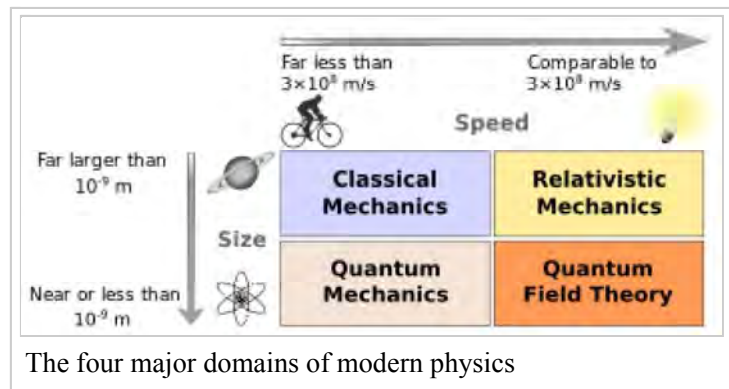 Far less than
3×10⁸ m/s
Comparable to
3×10⁸ m/s
Speed
Far larger than
10⁻⁹ m
Classical
Mechanics
Relativistic
Mechanics
Size
Near or less than
10⁻⁹ m
Quantum
Mechanics
Quantum
Field Theory
The four major domains of modern physics